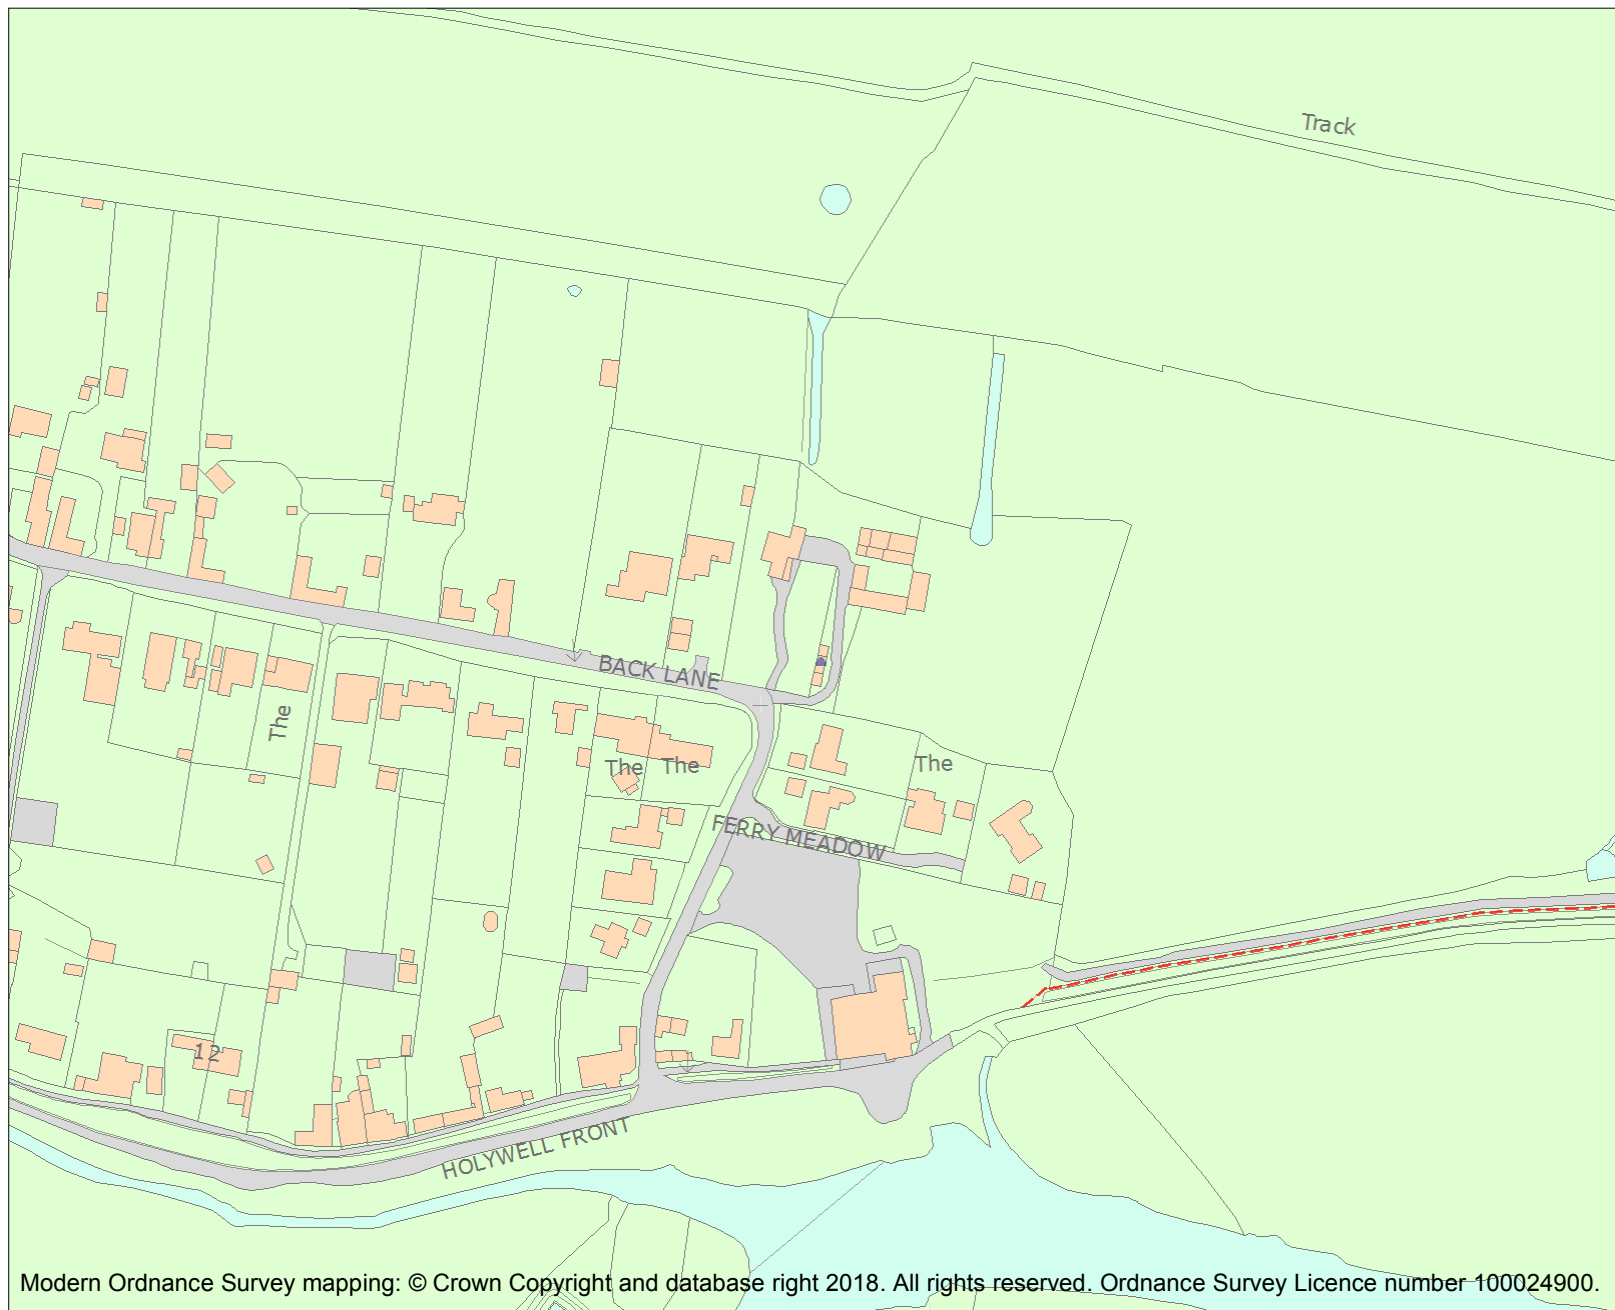 Track
BACK LANE
The
The The
The
FERRY MEADOW
12
HOLYWELL FRONT
Modern Ordnance Survey mapping: © Crown Copyright and database right 2018. All rights reserved. Ordnance Survey Licence number 100024900.